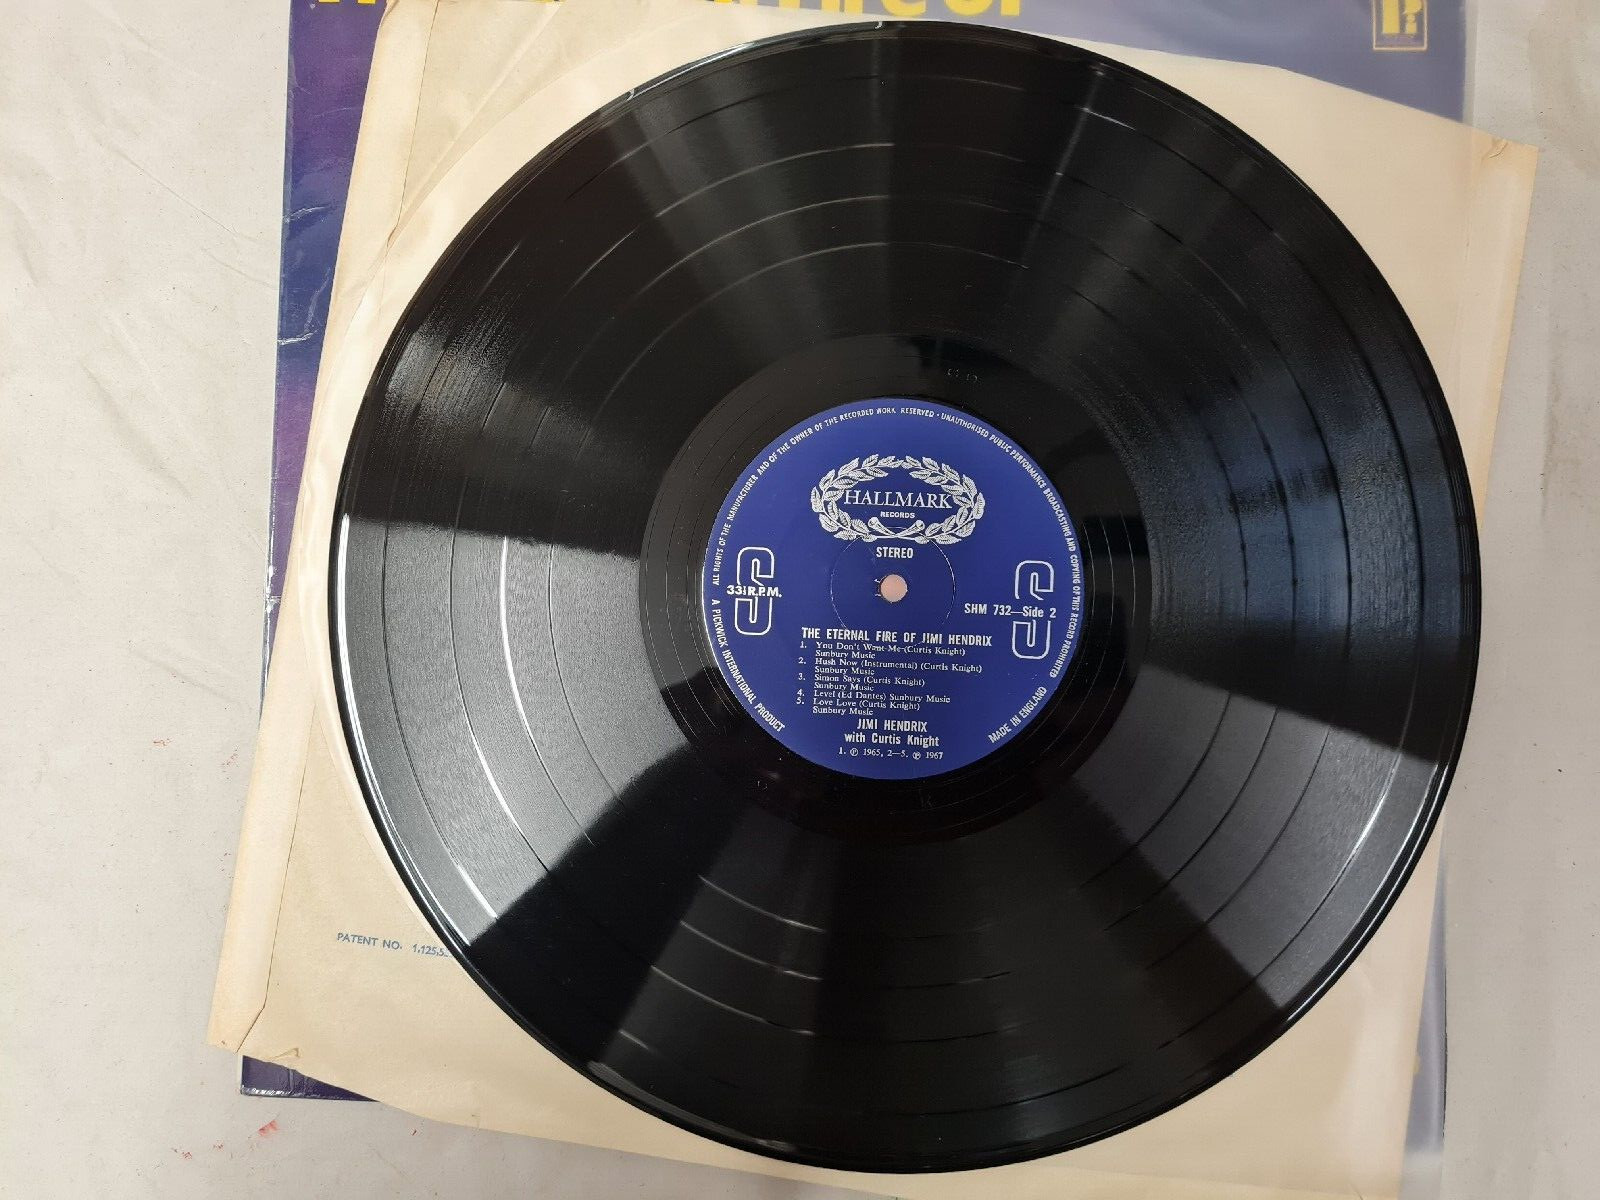 ALL RIGHTS OF THE MANUFACTURER AND OF THE OWNER OF THE RECORDED WORK RESERVED · UNAUTHORISED PUBLIC PERFORMANCE BROADCASTING AND COPYING OF THIS RECORD PROHIBITED
HALLMARK
RECORDS
STEREO
S
33⅓ R.P.M.
S
SHM 732—Side 2
THE ETERNAL FIRE OF JIMI HENDRIX
1. You Don't Want Me (Curtis Knight)
Sunbury Music
2. Hush Now (Instrumental) (Curtis Knight)
Sunbury Music
3. Simon Says (Curtis Knight)
Sunbury Music
4. Level (Ed Dantes) Sunbury Music
5. Love Love (Curtis Knight)
Sunbury Music
JIMI HENDRIX
with Curtis Knight
1. ℗ 1965, 2—5. ℗ 1967
A PICKWICK INTERNATIONAL PRODUCT
MADE IN ENGLAND
PATENT NO. 1,125,5